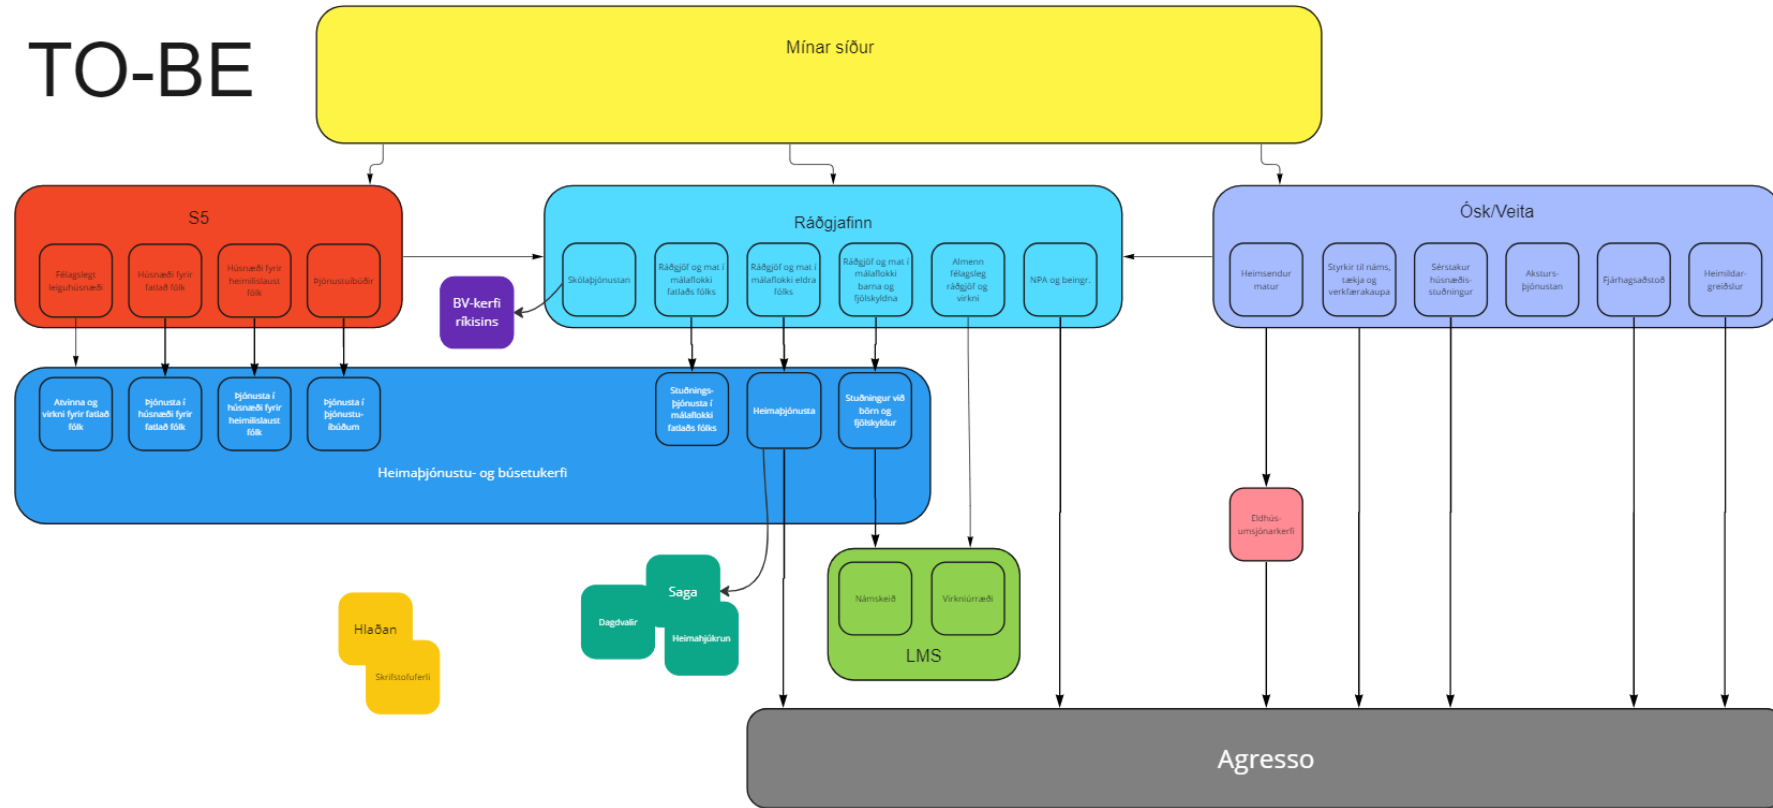 TO-BE
Mínar síður
S5
Félagslegt
leiguhúsnæði
Húsnæði fyrir
fatlað fólk
Húsnæði fyrir
heimilislaust
fólk
Þjónustuíbúðir
Ráðgjafinn
Skólaþjónustan
Ráðgjöf og mat í
málaflokki
fatlaðs fólks
Ráðgjöf og mat í
málaflokki eldra
fólks
Ráðgjöf og mat í
málaflokki
barna og
fjölskyldna
Almenn
félagsleg
ráðgjöf og
virkni
NPA og beingr.
Ósk/Veita
Heimsendur
matur
Styrkir til náms,
tækja og
verkfærakaupa
Sérstakur
húsnæðis-
stuðningur
Aksturs-
þjónustan
Fjárhagsaðstoð
Heimildar-
greiðslur
BV-kerfi
ríkisins
Atvinna og
virkni fyrir fatlað
fólk
Þjónusta í
húsnæði fyrir
fatlað fólk
Þjónusta í
húsnæði fyrir
heimilislaust
fólk
Þjónusta í
þjónustu-
íbúðum
Stuðnings-
þjónusta í
málaflokki
fatlaðs fólks
Heimaþjónusta
Stuðningur við
börn og
fjölskyldur
Heimaþjónustu- og búsetukerfi
Eldhús-
umsjónarkerfi
Hlaðan
Skrifstofuferli
Saga
Dagdvalir
Heimahjúkrun
Námskeið
Virkniúrræði
LMS
Agresso